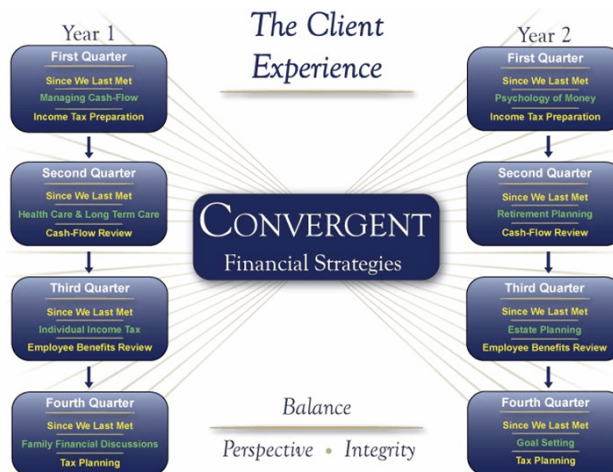 The Client
Experience
Year 1
First Quarter
Since We Last Met
Managing Cash-Flow
Income Tax Preparation
Second Quarter
Since We Last Met
Health Care & Long Term Care
Cash-Flow Review
Third Quarter
Since We Last Met
Individual Income Tax
Employee Benefits Review
Fourth Quarter
Since We Last Met
Family Financial Discussions
Tax Planning
CONVERGENT
Financial Strategies
Balance
Perspective • Integrity
Year 2
First Quarter
Since We Last Met
Psychology of Money
Income Tax Preparation
Second Quarter
Since We Last Met
Retirement Planning
Cash-Flow Review
Third Quarter
Since We Last Met
Estate Planning
Employee Benefits Review
Fourth Quarter
Since We Last Met
Goal Setting
Tax Planning